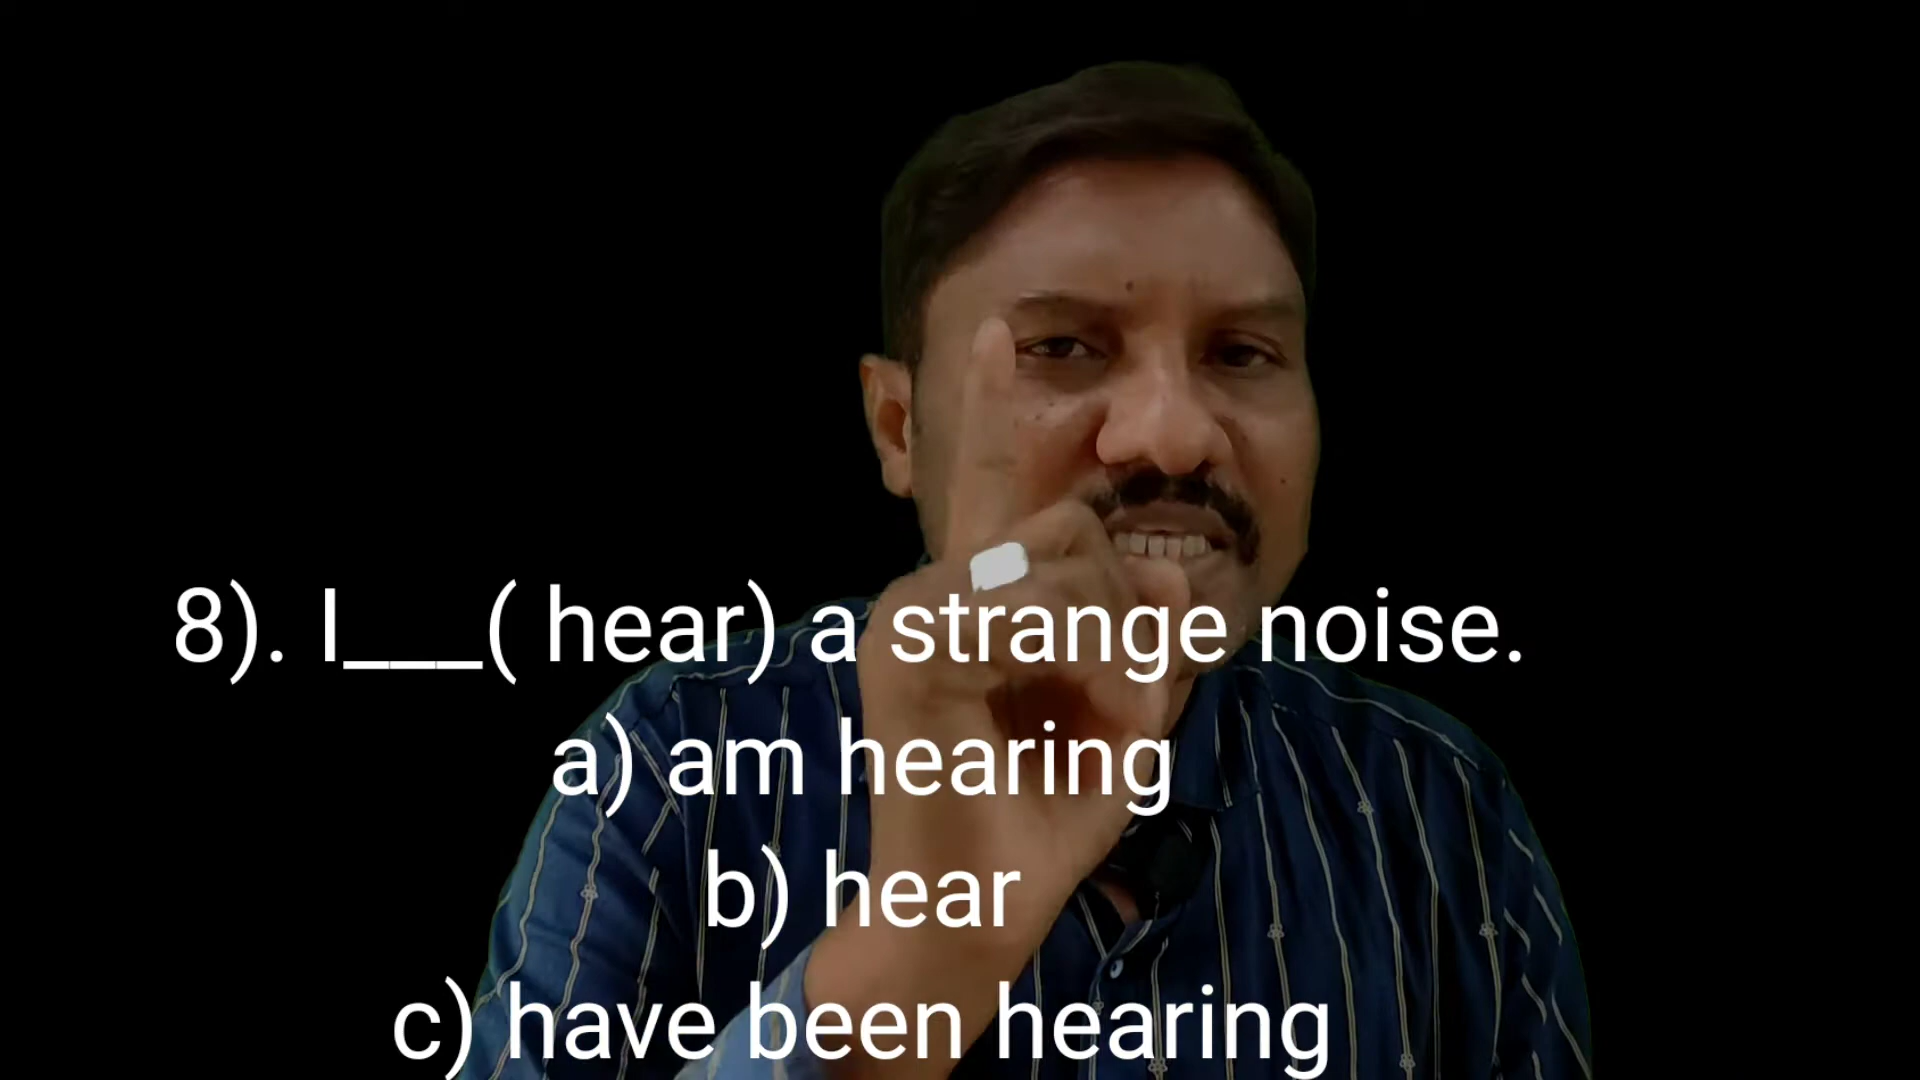 8). I___( hear) a strange noise.
a) am hearing
b) hear
c) have been hearing